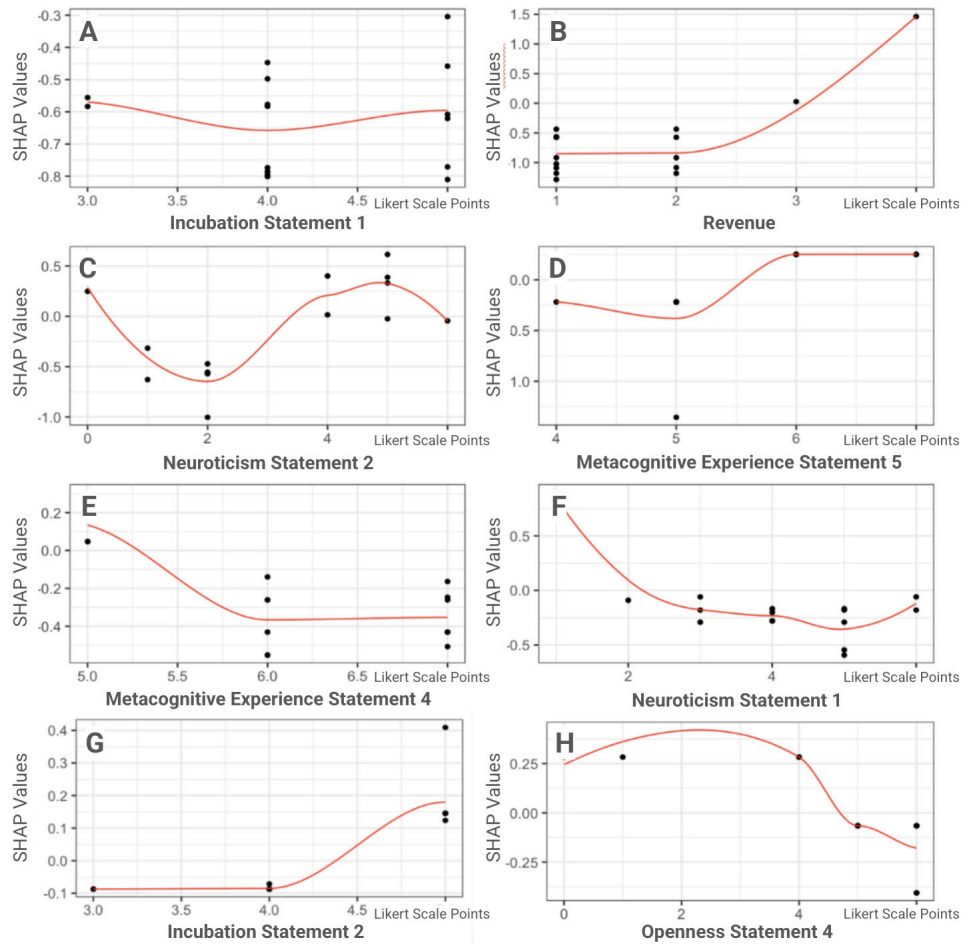 A
SHAP Values
-0.3
-0.4
-0.5
-0.6
-0.7
-0.8
3.0 3.5 4.0 4.5 Likert Scale Points
Incubation Statement 1
B
SHAP Values
1.5
1.0
0.5
0.0
-0.5
-1.0
1 2 3 Likert Scale Points
Revenue
C
SHAP Values
0.5
0.0
-0.5
-1.0
0 2 4 Likert Scale Points
Neuroticism Statement 2
D
SHAP Values
0.0
0.5
1.0
4 5 6 Likert Scale Points
Metacognitive Experience Statement 5
E
SHAP Values
0.2
0.0
-0.2
-0.4
5.0 5.5 6.0 6.5 Likert Scale Points
Metacognitive Experience Statement 4
F
SHAP Values
0.5
0.0
-0.5
2 4 Likert Scale Points
Neuroticism Statement 1
G
SHAP Values
0.4
0.3
0.2
0.1
0.0
-0.1
3.0 3.5 4.0 4.5 Likert Scale Points
Incubation Statement 2
H
SHAP Values
0.25
0.00
-0.25
0 2 4 Likert Scale Points
Openness Statement 4